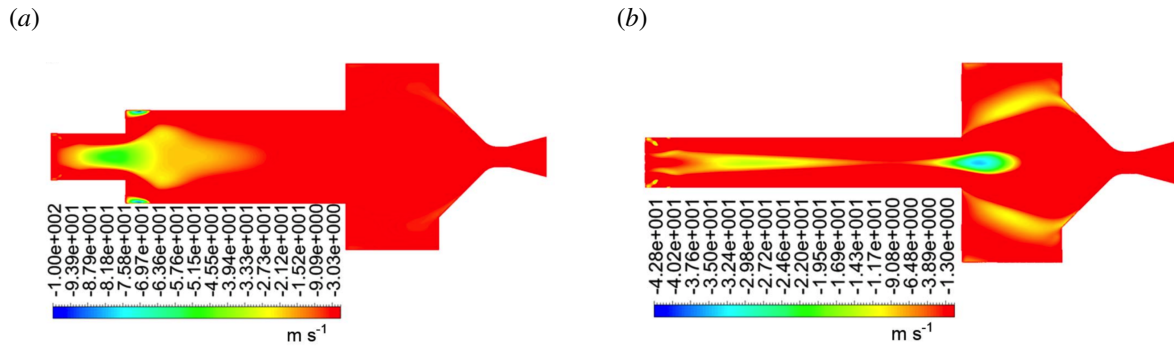 (a)
(b)
-1.00e+002
-9.39e+001
-8.79e+001
-8.18e+001
-7.58e+001
-6.97e+001
-6.36e+001
-5.76e+001
-5.15e+001
-4.55e+001
-3.94e+001
-3.33e+001
-2.73e+001
-2.12e+001
-1.52e+001
-9.09e+000
-3.03e+000
m s⁻¹
-4.28e+001
-4.02e+001
-3.76e+001
-3.50e+001
-3.24e+001
-2.98e+001
-2.72e+001
-2.46e+001
-2.20e+001
-1.95e+001
-1.69e+001
-1.43e+001
-1.17e+001
-9.08e+000
-6.48e+000
-3.89e+000
-1.30e+000
m s⁻¹